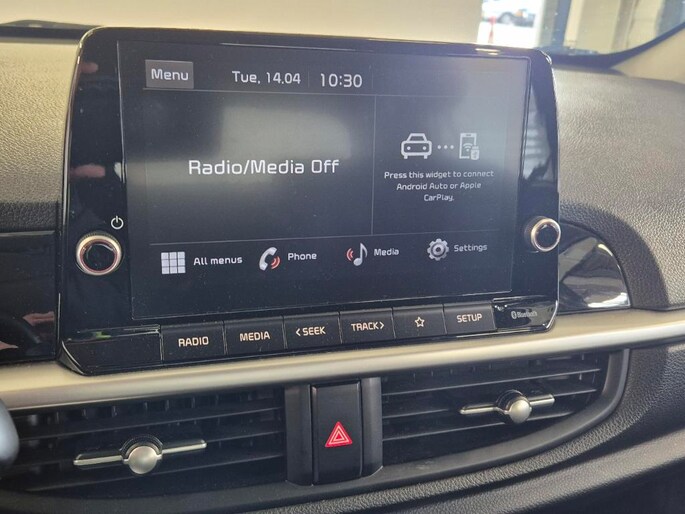 Menu
Tue, 14.04 10:30
Radio/Media Off
Press this widget to connect
Android Auto or Apple
CarPlay.
All menus
Phone
Media
Settings
RADIO
MEDIA
<SEEK
TRACK>
SETUP
Bluetooth